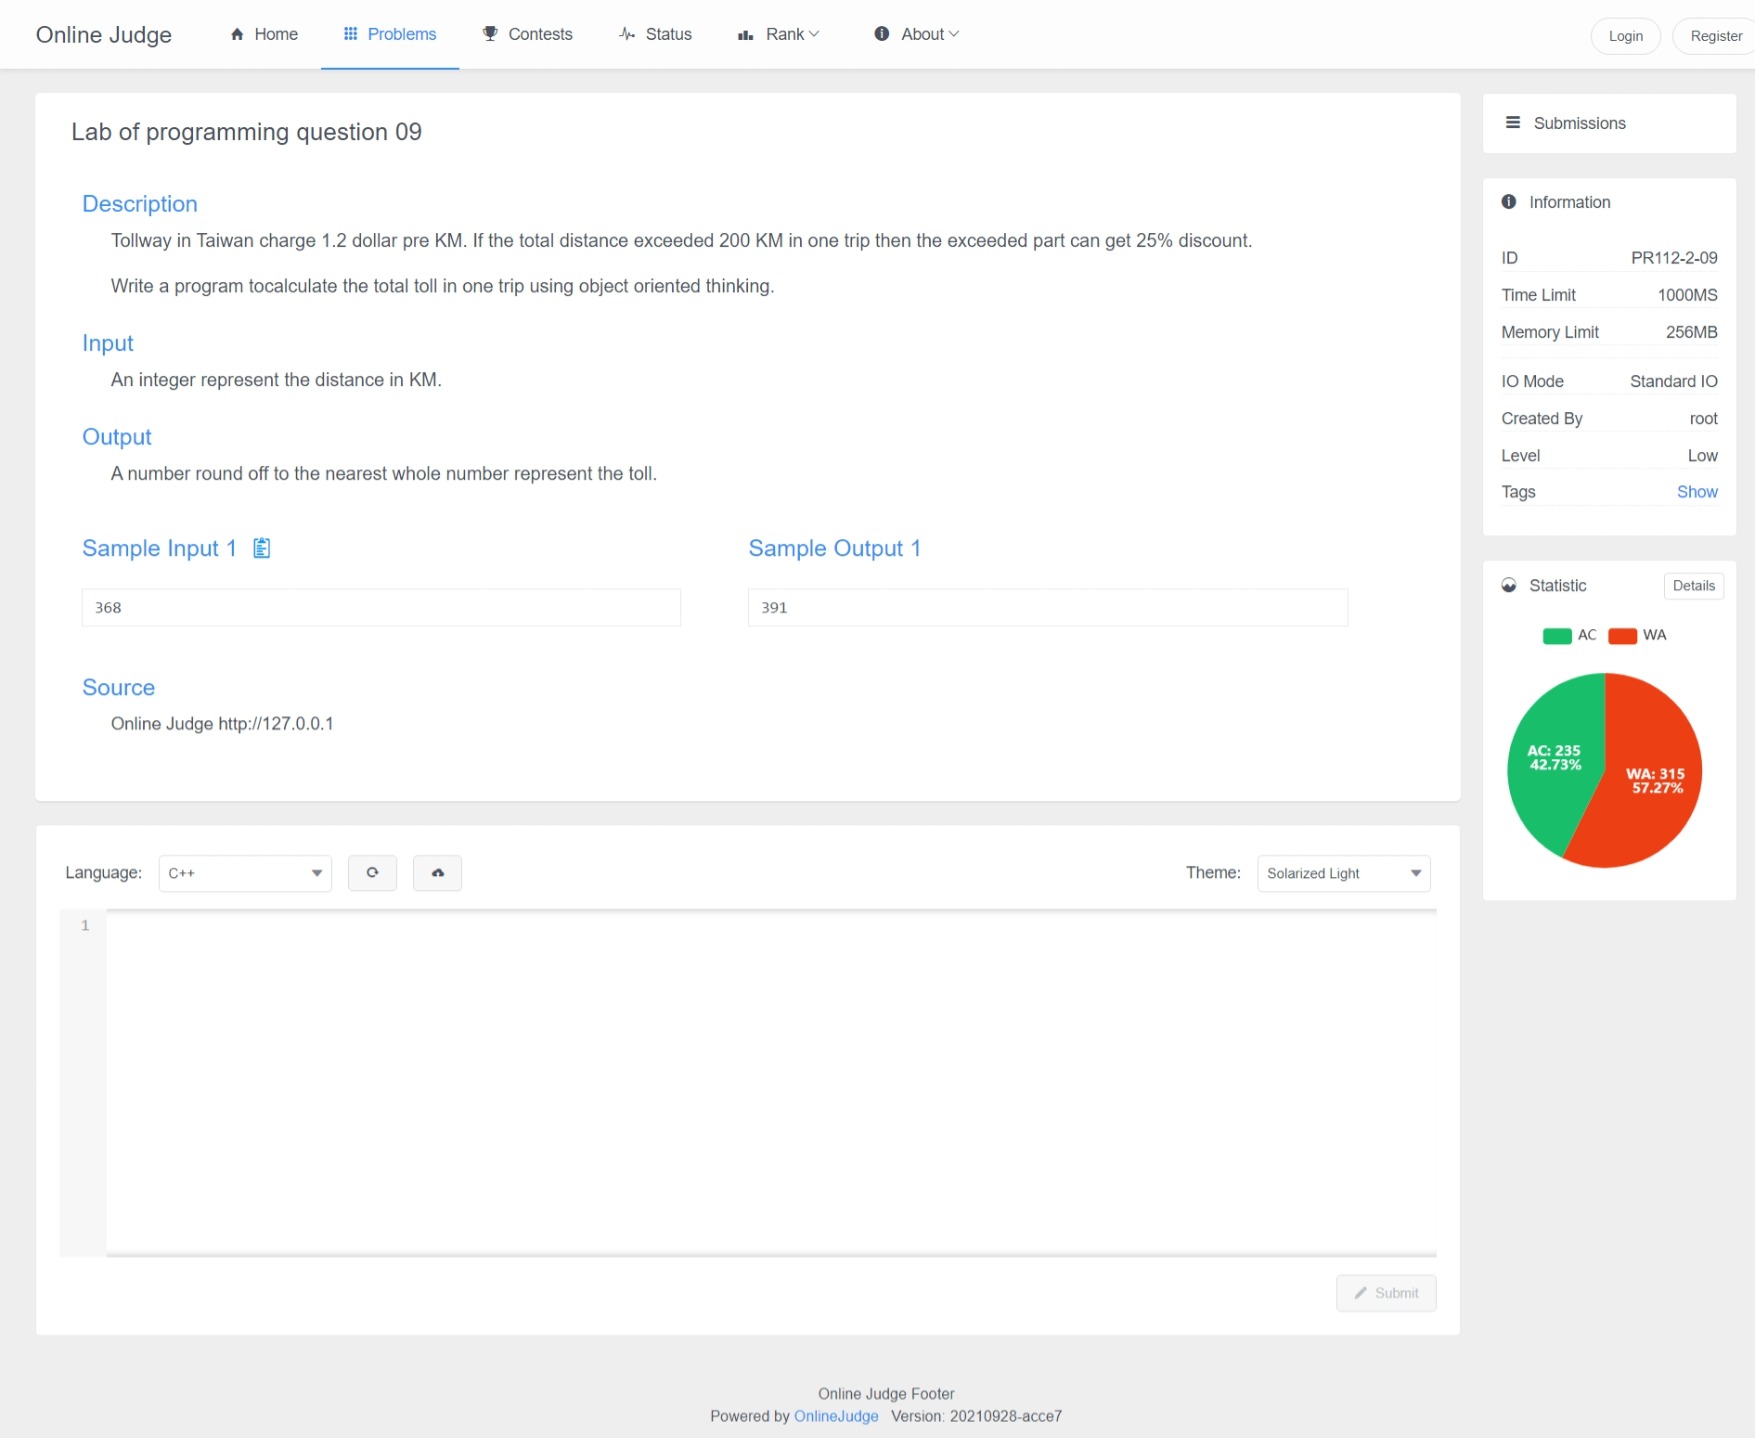 Online Judge Home Problems Contests Status Rank About Login Register
Lab of programming question 09
Description
Tollway in Taiwan charge 1.2 dollar pre KM. If the total distance exceeded 200 KM in one trip then the exceeded part can get 25% discount.
Write a program tocalculate the total toll in one trip using object oriented thinking.
Input
An integer represent the distance in KM.
Output
A number round off to the nearest whole number represent the toll.
Sample Input 1 Sample Output 1
368 391
Source
Online Judge http://127.0.0.1
Language: C++ Theme: Solarized Light
1
Submit
Submissions
Information
ID PR112-2-09
Time Limit 1000MS
Memory Limit 256MB
IO Mode Standard IO
Created By root
Level Low
Tags Show
Statistic Details
AC WA
AC: 235
42.73%
WA: 315
57.27%
Online Judge Footer
Powered by OnlineJudge Version: 20210928-acce7